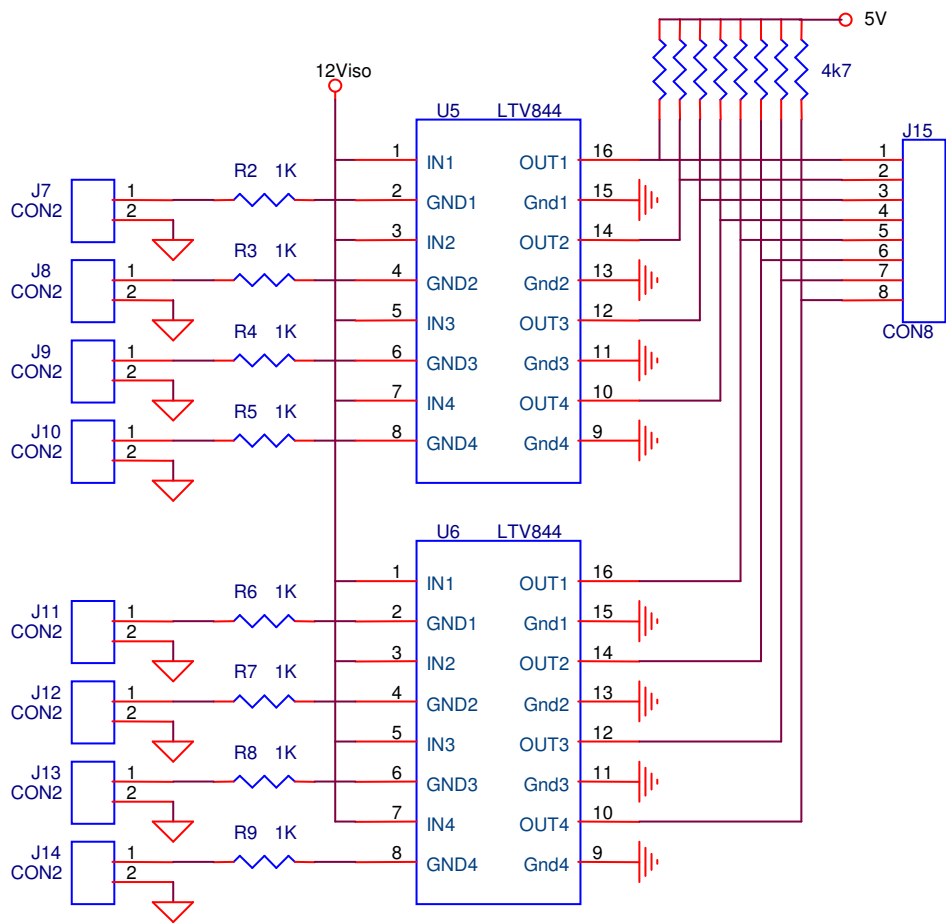 5V
4k7
12Viso
U5 LTV844
J15
1 IN1 OUT1 16
2 GND1 Gnd1 15
3 IN2 OUT2 14
4 GND2 Gnd2 13
5 IN3 OUT3 12
6 GND3 Gnd3 11
7 IN4 OUT4 10
8 GND4 Gnd4 9
1
2
3
4
5
6
7
8
CON8
J7
CON2
1
2
R2 1K
J8
CON2
1
2
R3 1K
J9
CON2
1
2
R4 1K
J10
CON2
1
2
R5 1K
U6 LTV844
1 IN1 OUT1 16
2 GND1 Gnd1 15
3 IN2 OUT2 14
4 GND2 Gnd2 13
5 IN3 OUT3 12
6 GND3 Gnd3 11
7 IN4 OUT4 10
8 GND4 Gnd4 9
J11
CON2
1
2
R6 1K
J12
CON2
1
2
R7 1K
J13
CON2
1
2
R8 1K
J14
CON2
1
2
R9 1K